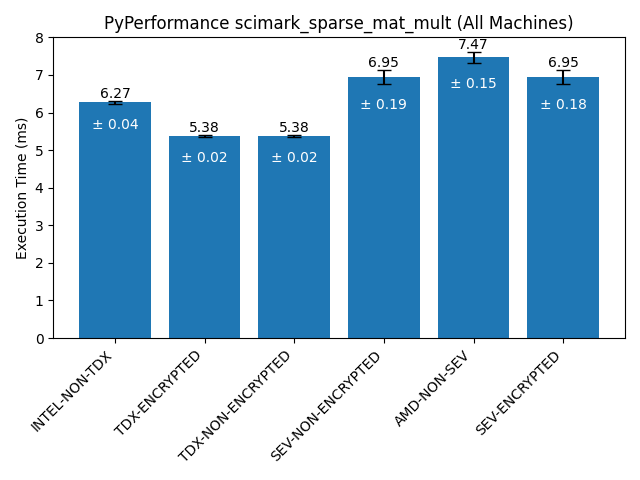 PyPerformance scimark_sparse_mat_mult (All Machines)
Execution Time (ms)
8
7
6
5
4
3
2
1
0
6.27
± 0.04
5.38
± 0.02
5.38
± 0.02
6.95
± 0.19
7.47
± 0.15
6.95
± 0.18
INTEL-NON-TDX
TDX-ENCRYPTED
TDX-NON-ENCRYPTED
SEV-NON-ENCRYPTED
AMD-NON-SEV
SEV-ENCRYPTED